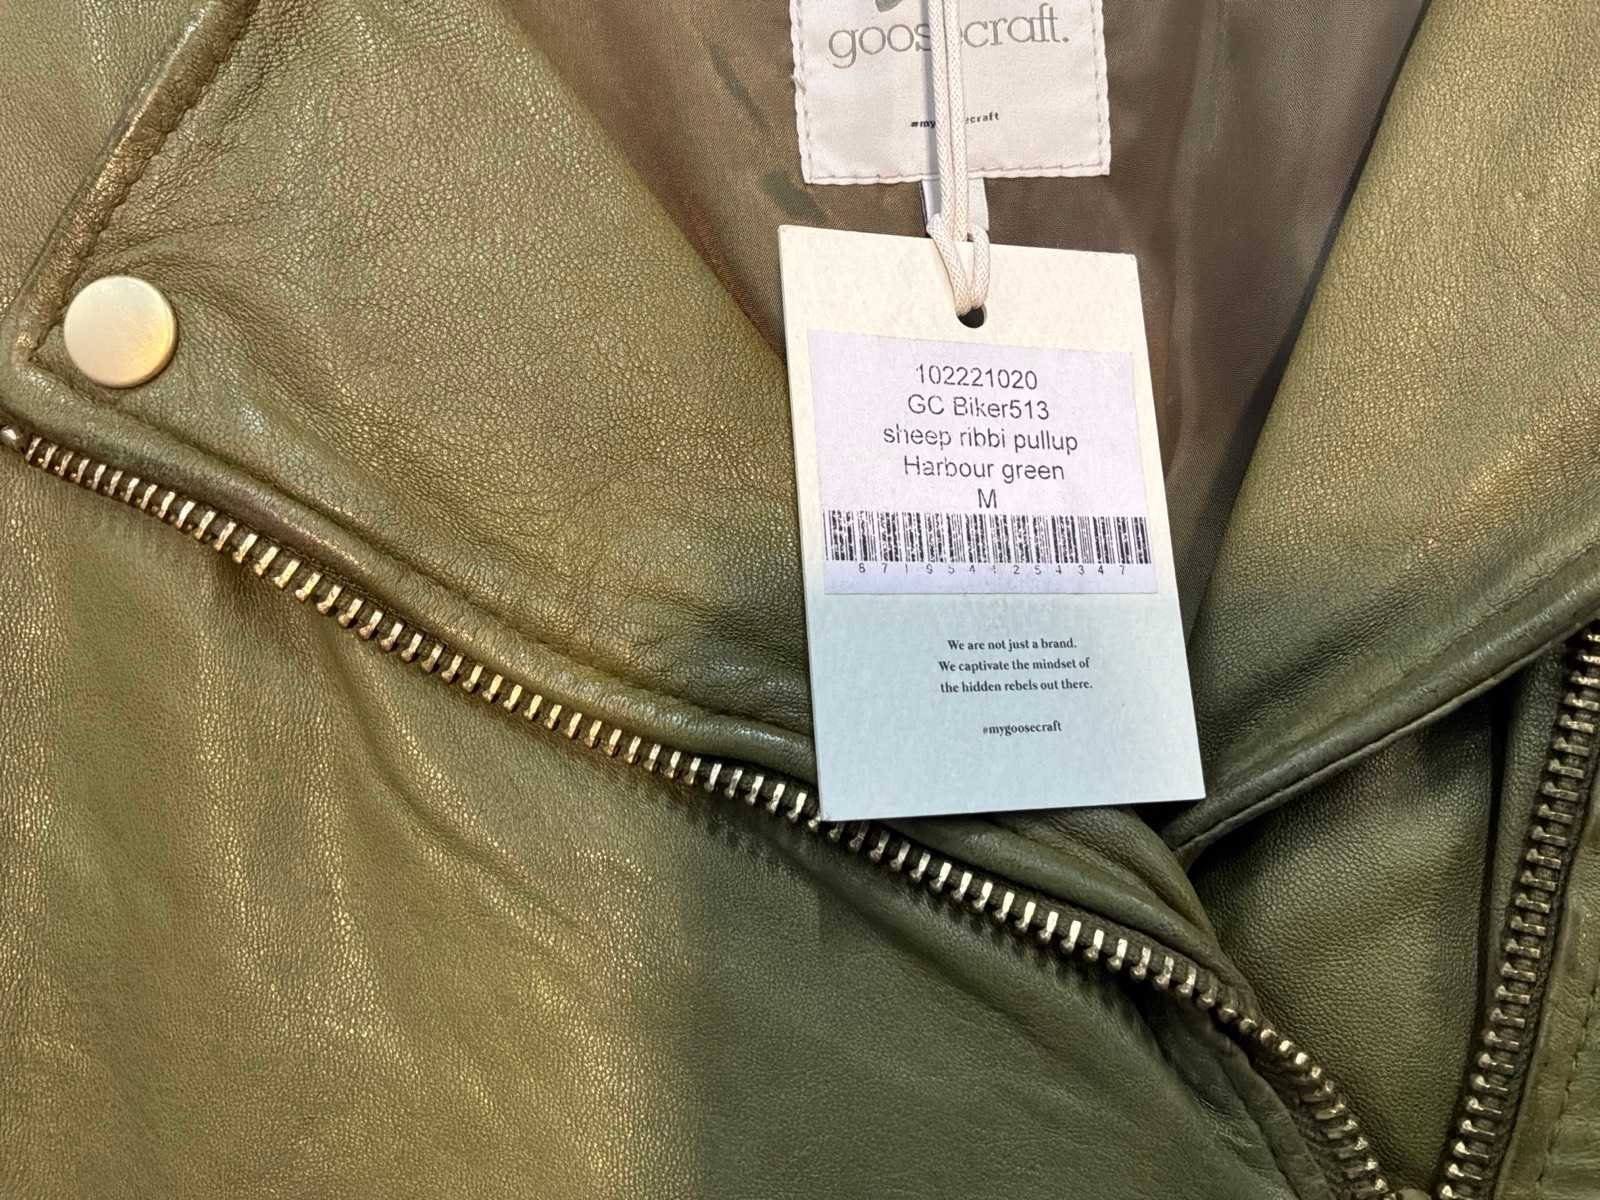 goosecraft.
102221020
GC Biker513
sheep ribbi pullup
Harbour green
M
We are not just a brand.
We captivate the mindset of
the hidden rebels out there.
#mygoosecraft